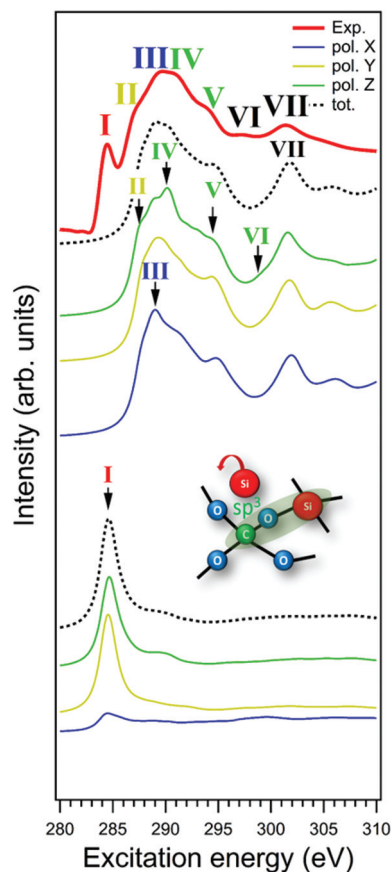 Exp.
pol. X
pol. Y
pol. Z
tot.
III IV
II
V
I
VI
VII
VII
IV
II
V
VI
III
I
Si
sp3
O
O
Si
C
O
O
Intensity (arb. units)
280 285 290 295 300 305 310
Excitation energy (eV)